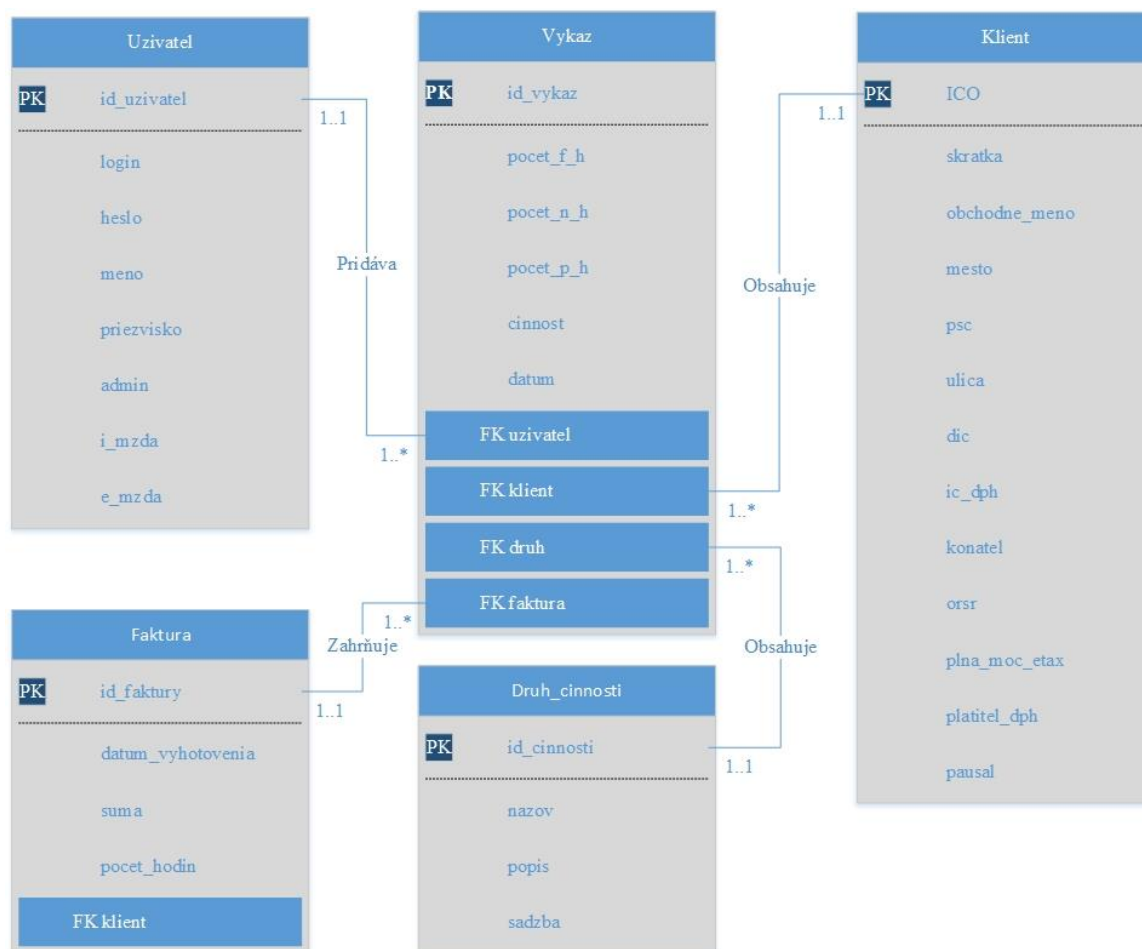 Uzivatel
PK id_uzivatel
login
heslo
meno
priezvisko
admin
i_mzda
e_mzda
1..1
Pridáva
1..*
Vykaz
PK id_vykaz
pocet_f_h
pocet_n_h
pocet_p_h
cinnost
datum
FK uzivatel
FK klient
FK druh
FK faktura
1..1
Obsahuje
1..*
Klient
PK ICO
skratka
obchodne_meno
mesto
psc
ulica
dic
ic_dph
konatel
orsr
plna_moc_etax
platitel_dph
pausal
Faktura
PK id_faktury
datum_vyhotovenia
suma
pocet_hodin
FK klient
1..*
Zahrňuje
1..1
Druh_cinnosti
PK id_cinnosti
nazov
popis
sadzba
1..*
Obsahuje
1..1